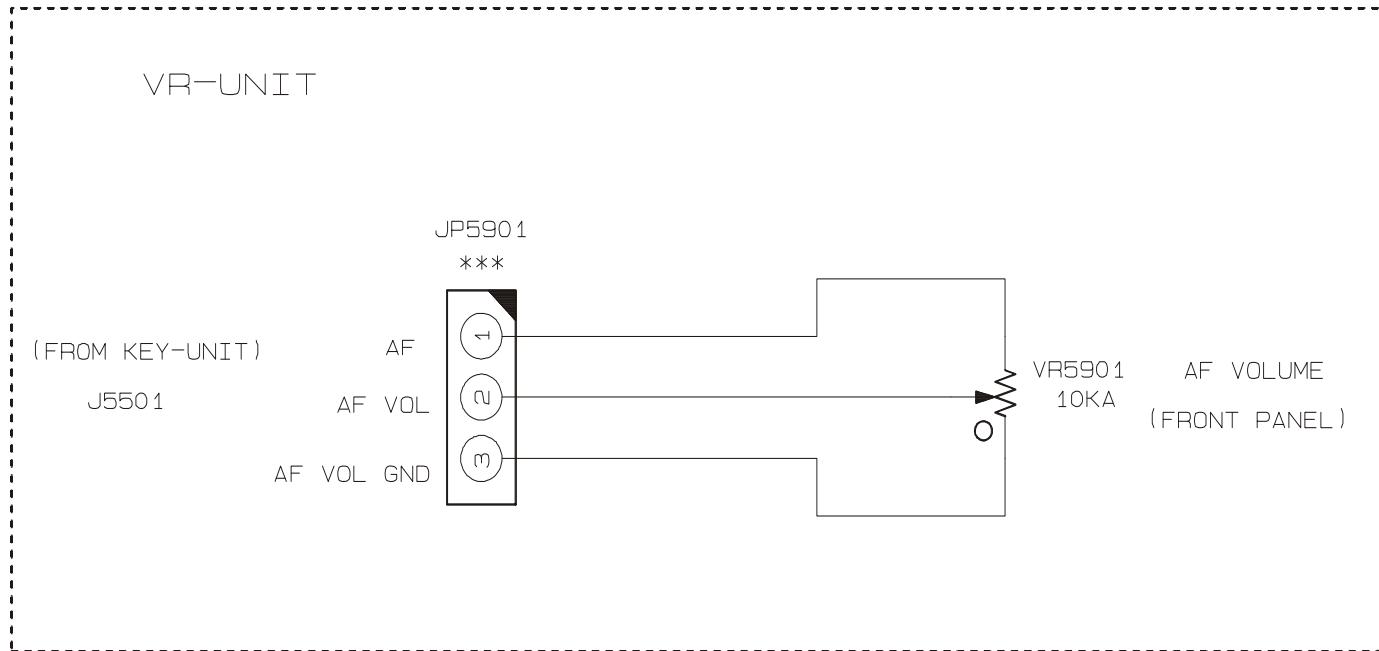 VR-UNIT
JP5901
***
(FROM KEY-UNIT)
J5501
AF
1
AF VOL
2
AF VOL GND
3
VR5901
10KA
AF VOLUME
(FRONT PANEL)